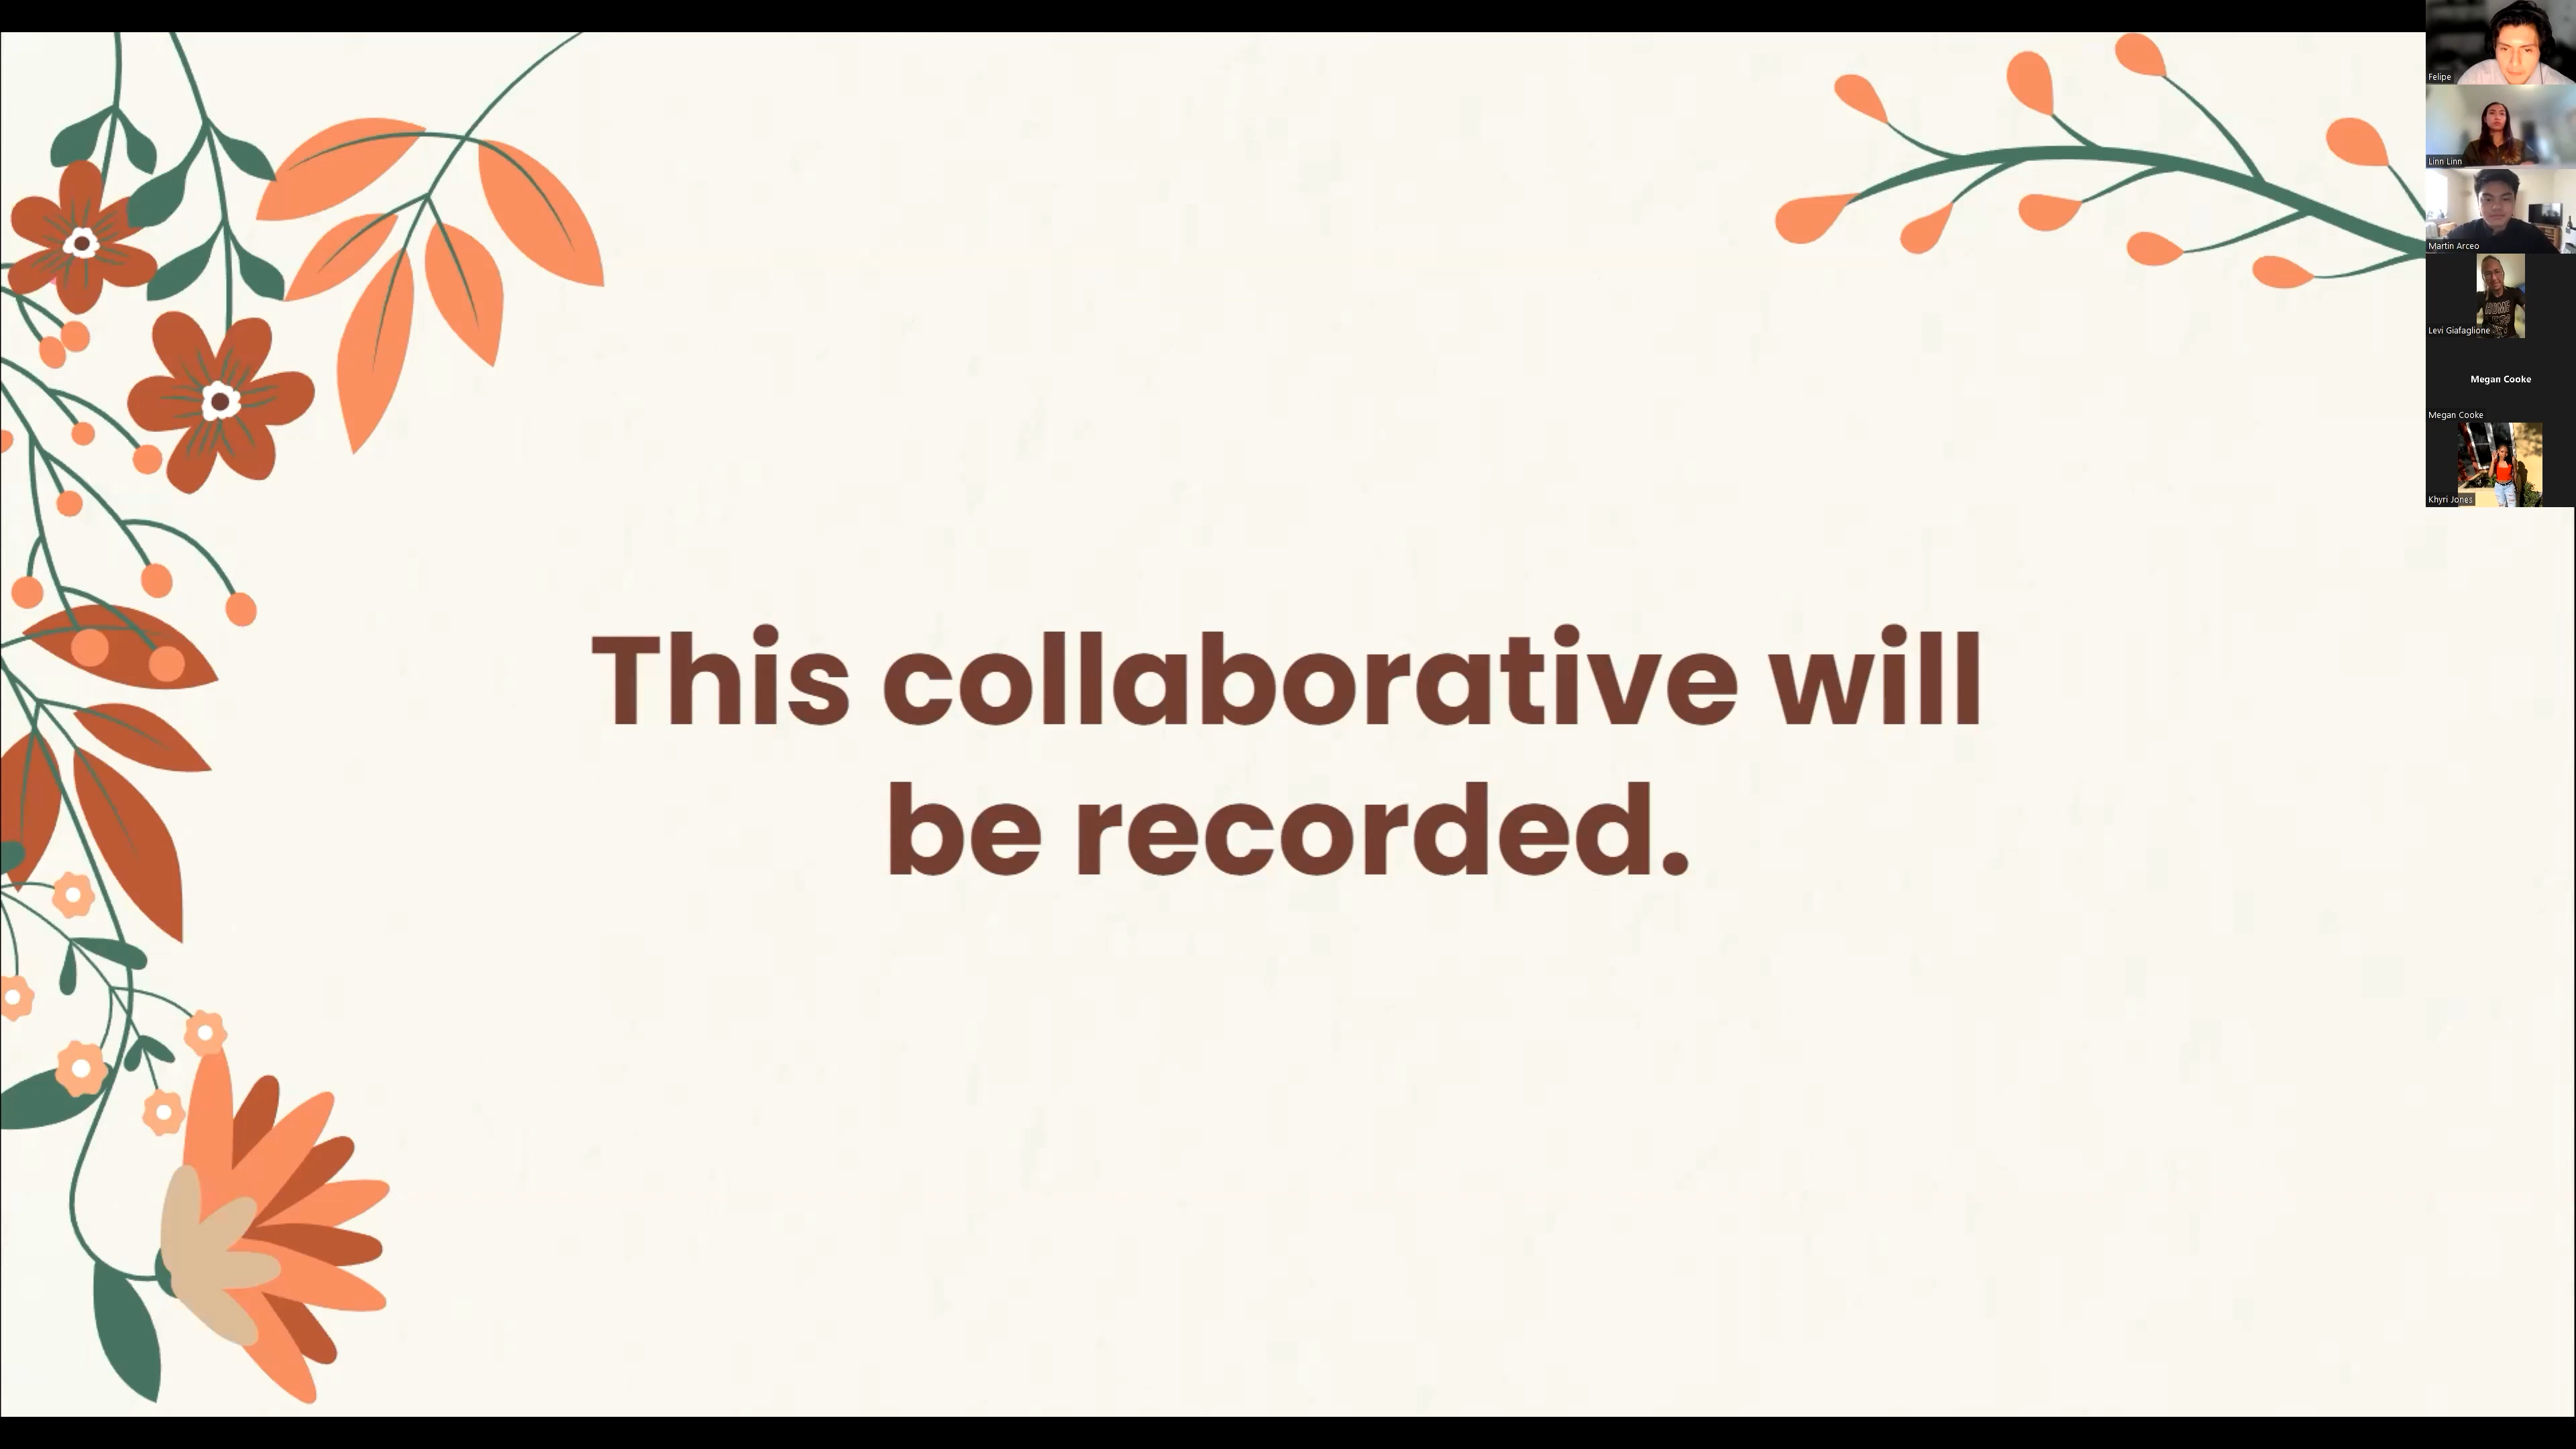 This collaborative will
be recorded.
Felipe
Linn Linn
Martin Arceo
Levi Giafaglione
Megan Cooke
Megan Cooke
Khyri Jones